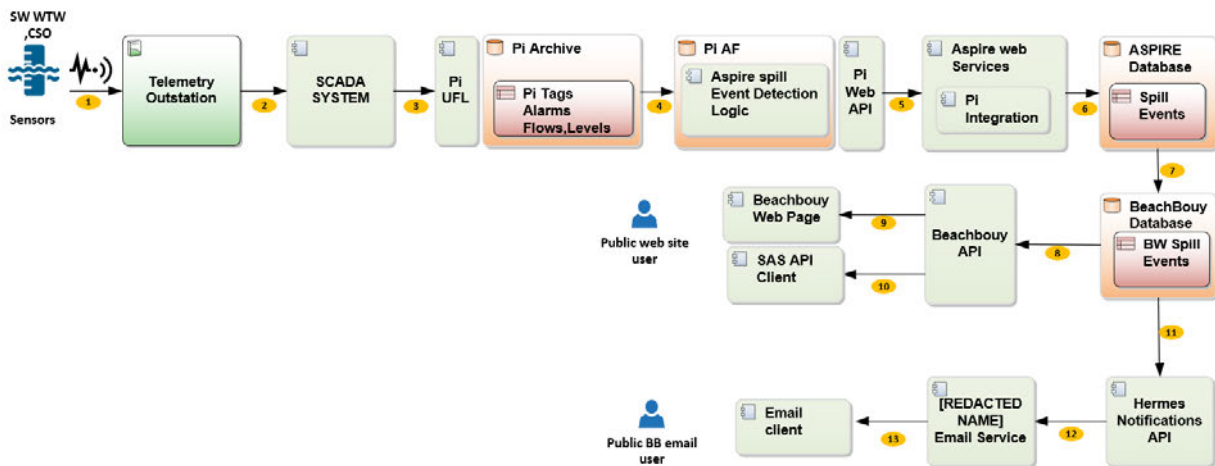 SW WTW
,CSO
Sensors
1
Telemetry
Outstation
2
SCADA
SYSTEM
3
Pi
UFL
Pi Archive
Pi Tags
Alarms
Flows,Levels
4
Pi AF
Aspire spill
Event Detection
Logic
Pi
Web
API
5
Aspire web
Services
Pi
Integration
6
ASPIRE
Database
Spill
Events
7
BeachBouy
Database
BW Spill
Events
8
Beachbouy
API
9
Beachbouy
Web Page
Public web site
user
10
SAS API
Client
11
Hermes
Notifications
API
12
[REDACTED
NAME]
Email Service
13
Email
client
Public BB email
user